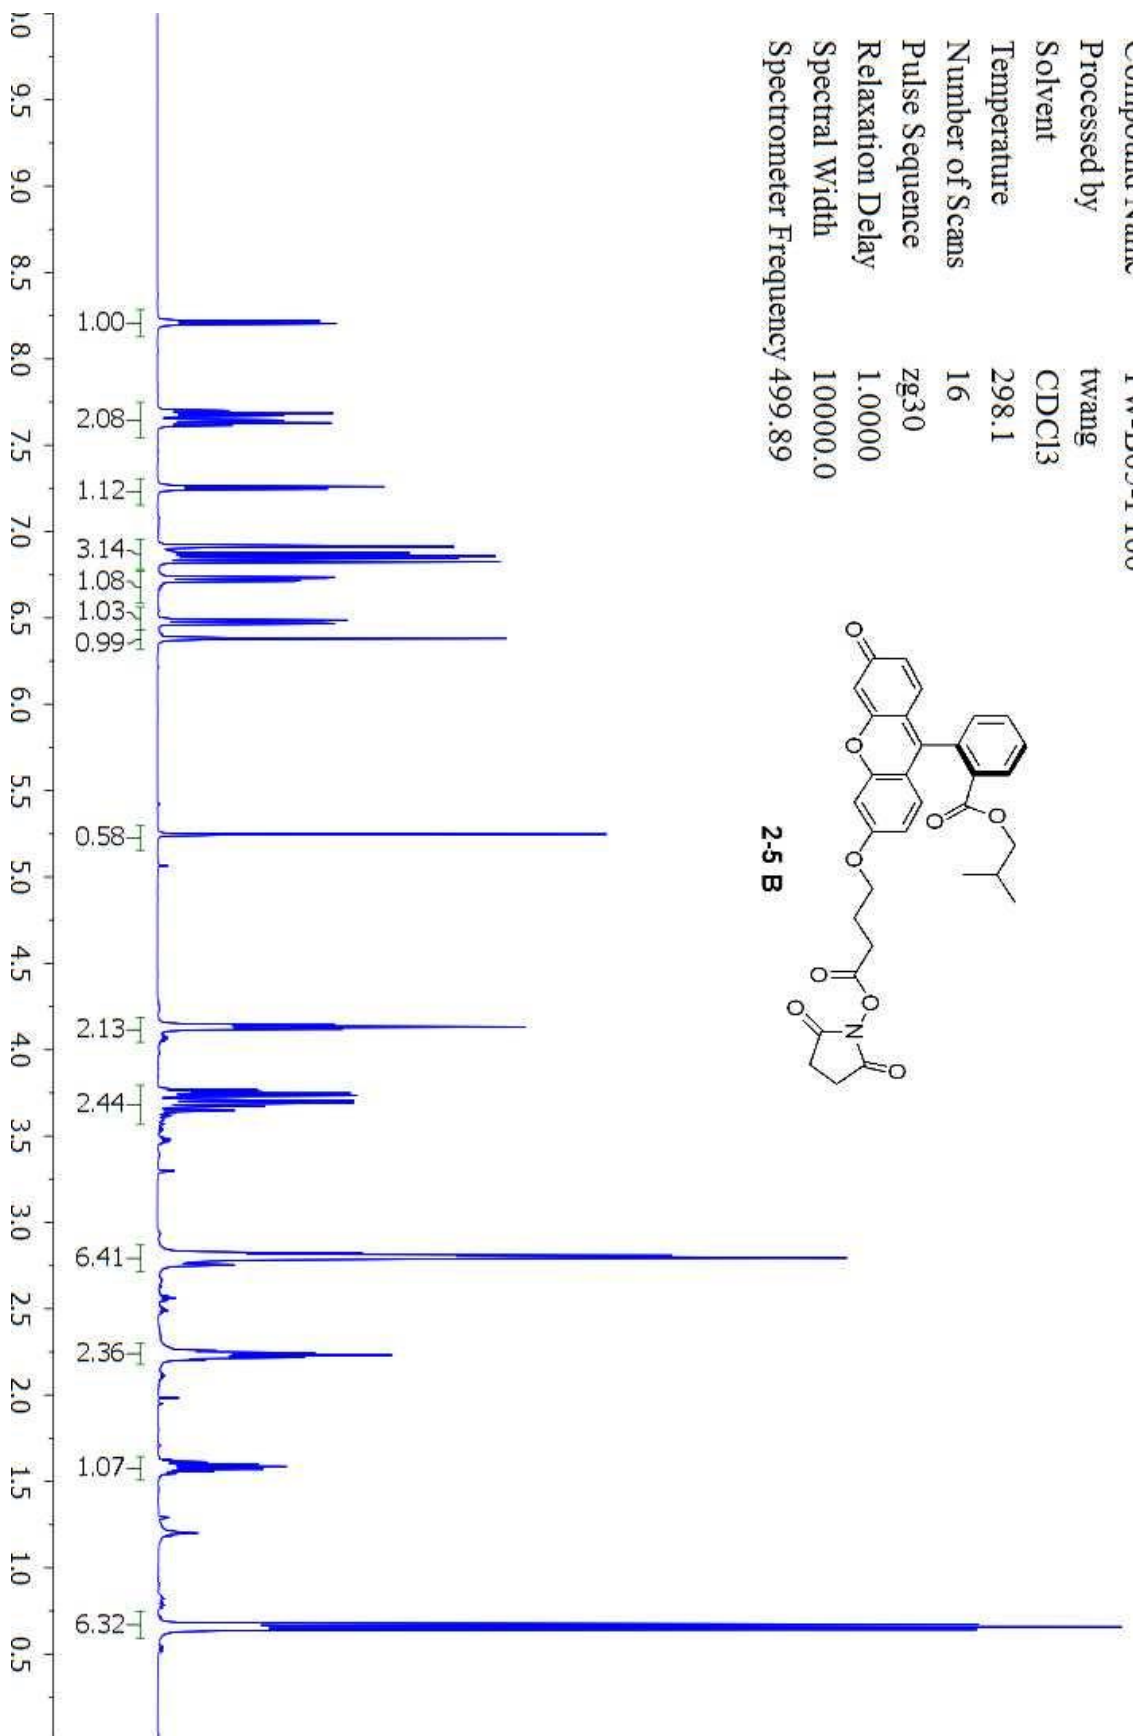 Processed by twang
Solvent CDCl3
Temperature 298.1
Number of Scans 16
Pulse Sequence zg30
Relaxation Delay 1.0000
Spectral Width 10000.0
Spectrometer Frequency 499.89
O
O
O
O
O
O
O
O
N
O
O
2-5 B
1.00
2.08
1.12
3.14
1.08
1.03
0.99
0.58
2.13
2.44
6.41
2.36
1.07
6.32
9.5
9.0
8.5
8.0
7.5
7.0
6.5
6.0
5.5
5.0
4.5
4.0
3.5
3.0
2.5
2.0
1.5
1.0
0.5